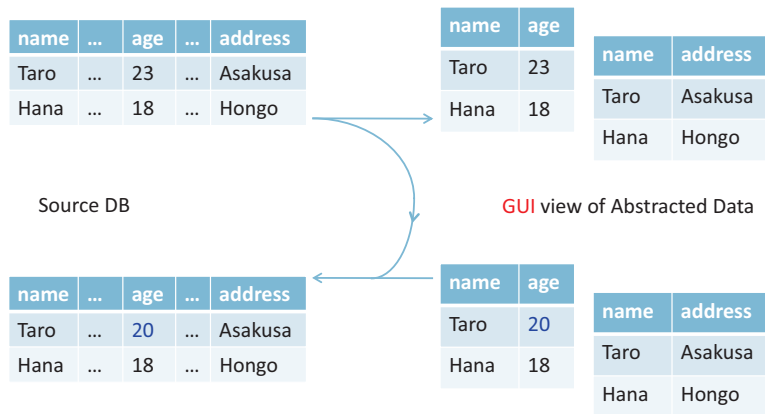 name … age … address
Taro … 23 … Asakusa
Hana … 18 … Hongo
name age
Taro 23
Hana 18
name address
Taro Asakusa
Hana Hongo
Source DB
GUI view of Abstracted Data
name … age … address
Taro … 20 … Asakusa
Hana … 18 … Hongo
name age
Taro 20
Hana 18
name address
Taro Asakusa
Hana Hongo